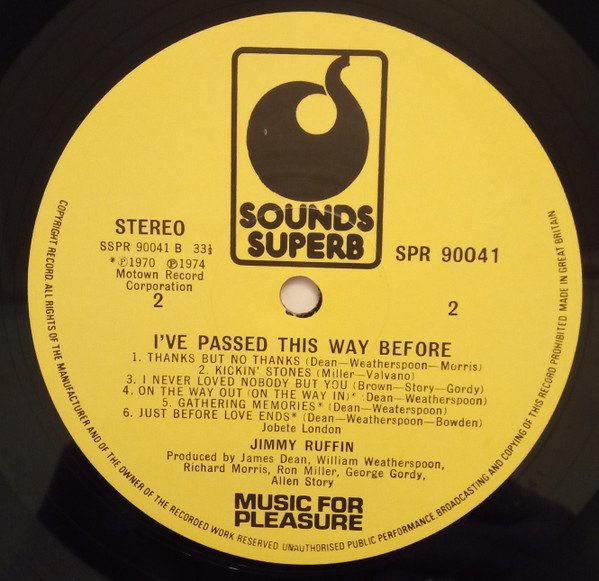 SOUNDS
SUPERB
STEREO
SSPR 90041 B 33⅓
*Ⓟ1970 Ⓟ1974
Motown Record
Corporation
2
SPR 90041
2
I'VE PASSED THIS WAY BEFORE
1. THANKS BUT NO THANKS (Dean—Weatherspoon—Morris)
2. KICKIN' STONES (Miller—Valvano)
3. I NEVER LOVED NOBODY BUT YOU (Brown—Story—Gordy)
4. ON THE WAY OUT (ON THE WAY IN)* (Dean—Weatherspoon)
5. GATHERING MEMORIES* (Dean—Weaterspoon)
6. JUST BEFORE LOVE ENDS* (Dean—Weatherspoon—Bowden)
Jobete London
JIMMY RUFFIN
Produced by James Dean, William Weatherspoon,
Richard Morris, Ron Miller, George Gordy,
Allen Story
MUSIC FOR
PLEASURE
COPYRIGHT RECORD. ALL RIGHTS OF THE MANUFACTURER AND OF THE OWNER OF THE RECORDED WORK RESERVED. UNAUTHORISED PUBLIC PERFORMANCE, BROADCASTING AND COPYING OF THIS RECORD PROHIBITED MADE IN GREAT BRITAIN